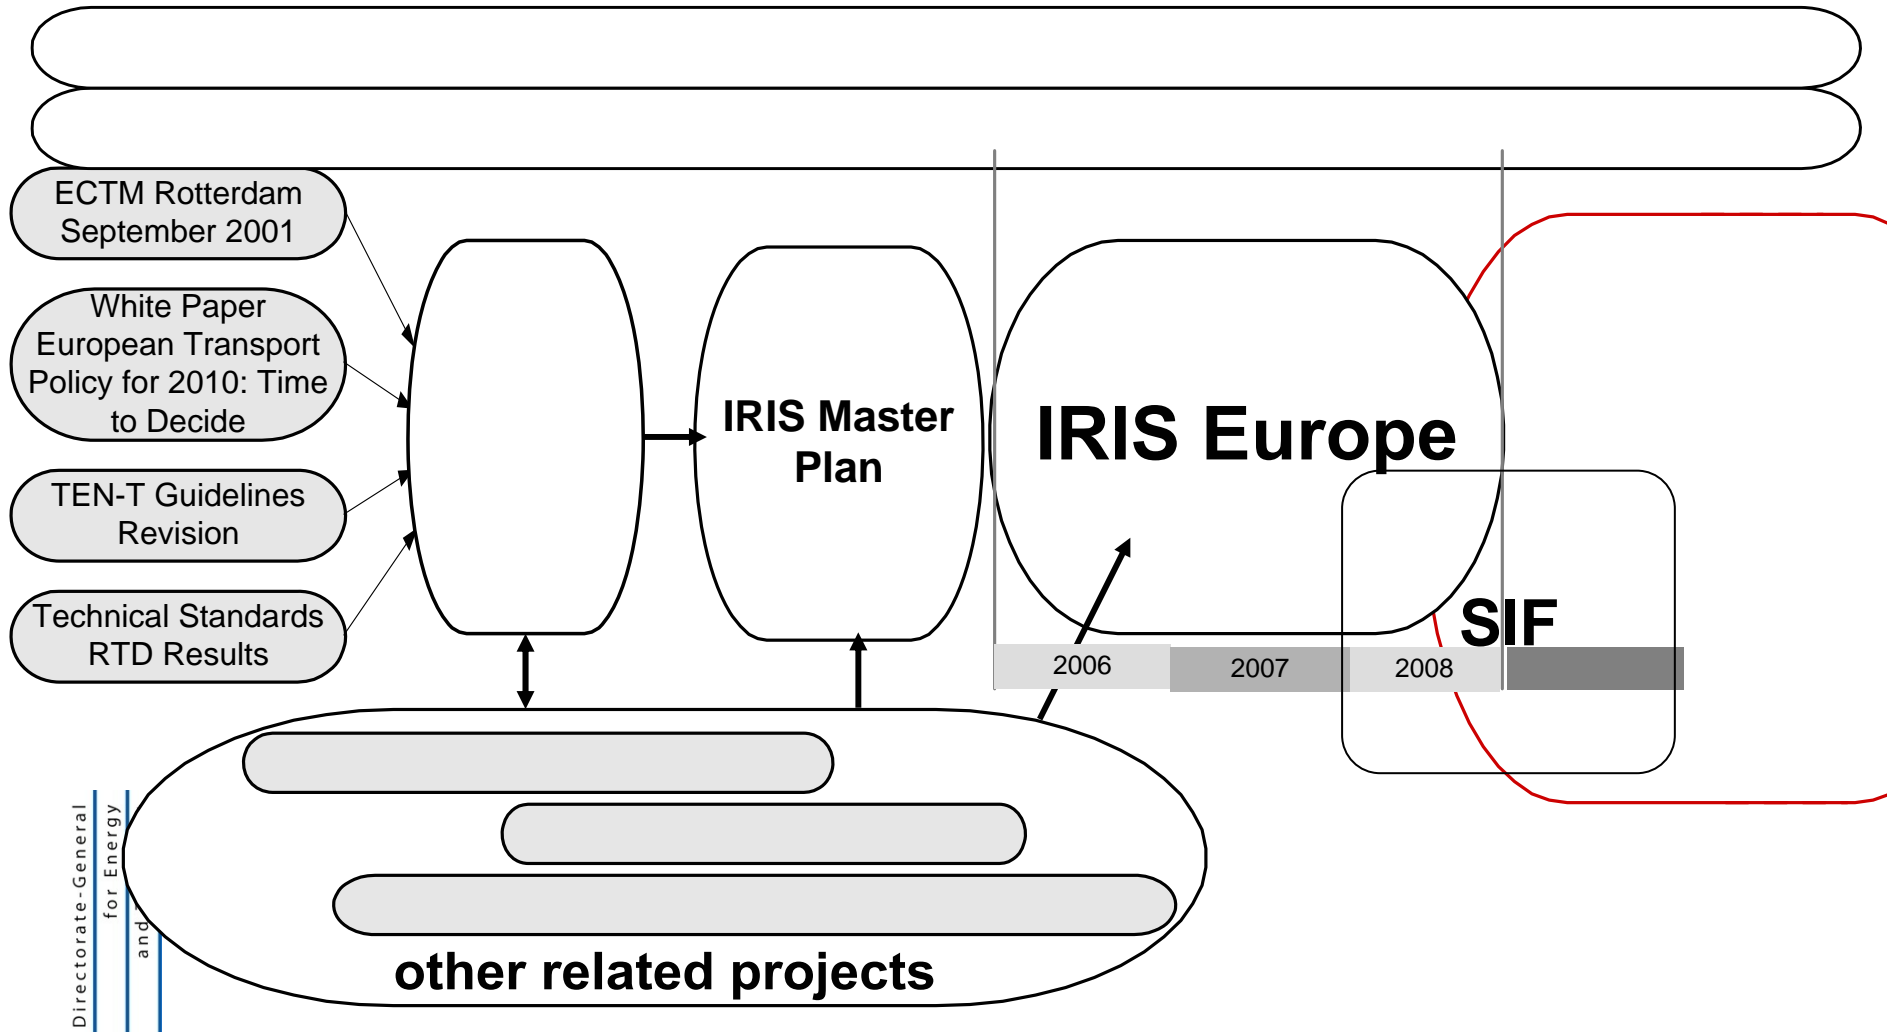 ECTM Rotterdam
September 2001
White Paper
European Transport
Policy for 2010: Time
to Decide
TEN-T Guidelines
Revision
Technical Standards
RTD Results
IRIS Master
Plan
IRIS Europe
SIF
2006
2007
2008
other related projects
Directorate-General
for Energy
and